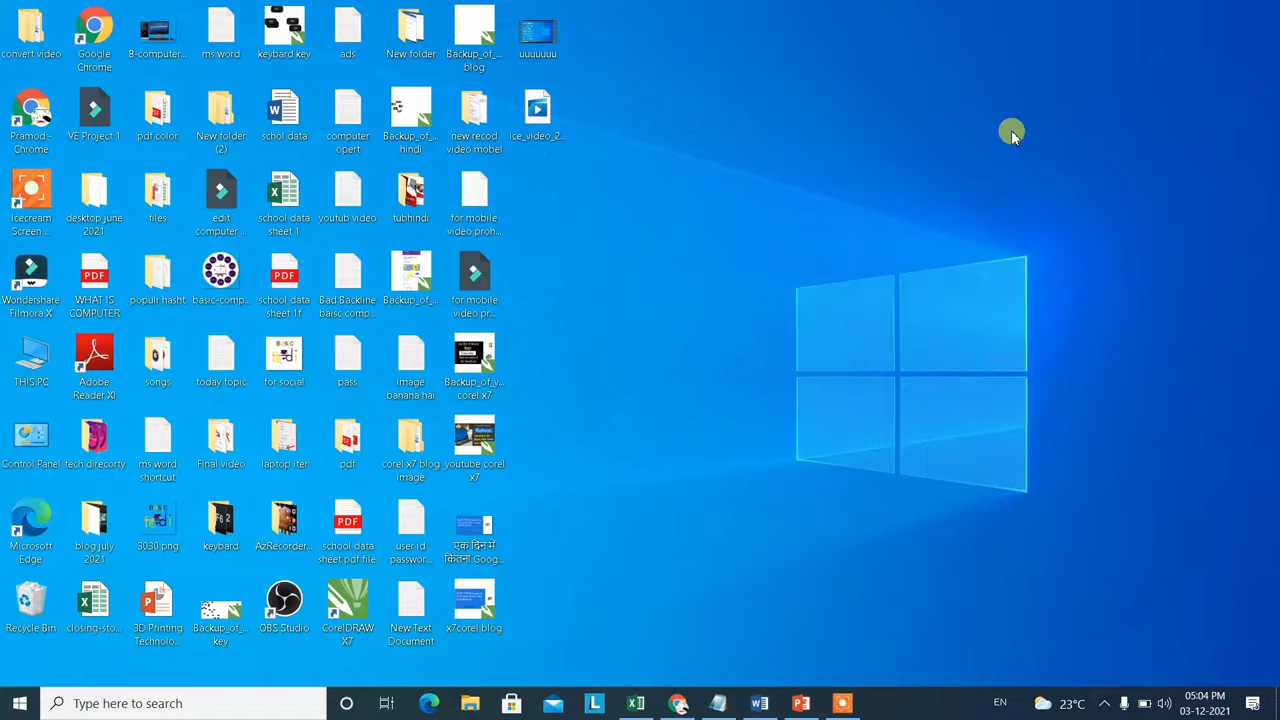 convert video
Google
Chrome
8-computer...
ms word
keybard key
ads
New folder
Backup_of_...
blog
uuuuuuu
Pramod -
Chrome
VE Project 1
pdf color
New folder
(2)
schol data
computer
opert
Backup_of_...
hindi
new recod
video mobel
ice_video_2...
Icecream
Screen ...
desktop june
2021
files
edit
computer ...
school data
sheet 1
youtub video
tubhindi
for mobile
video proh...
Wondershare
Filmora X
WHAT IS
COMPUTER
populr hasht
basic-comp...
school data
sheet 1f
Bad Backline
baisc comp...
Backup_of_...
for mobile
video pr...
THIS PC
Adobe
Reader XI
songs
today topic
for social
pass
image
banana hai
Backup_of_y...
corel x7
Control Panel
tech direcorty
ms word
shortcut
Final video
laptop iter
pdf
corel x7 blog
image
youtube corel
x7
Microsoft
Edge
blog july
2021
3030 png
keybard
AzRecorder...
school data
sheet pdf file
user id
passwor...
एक दिन में
कितना Goog...
Recycle Bin
closing-sto...
3D Printing
Technolo...
Backup_of_...
key
OBS Studio
CorelDRAW
X7
New Text
Document
x7corel blog
Type here to search
EN
23°C
05:04 PM
03-12-2021